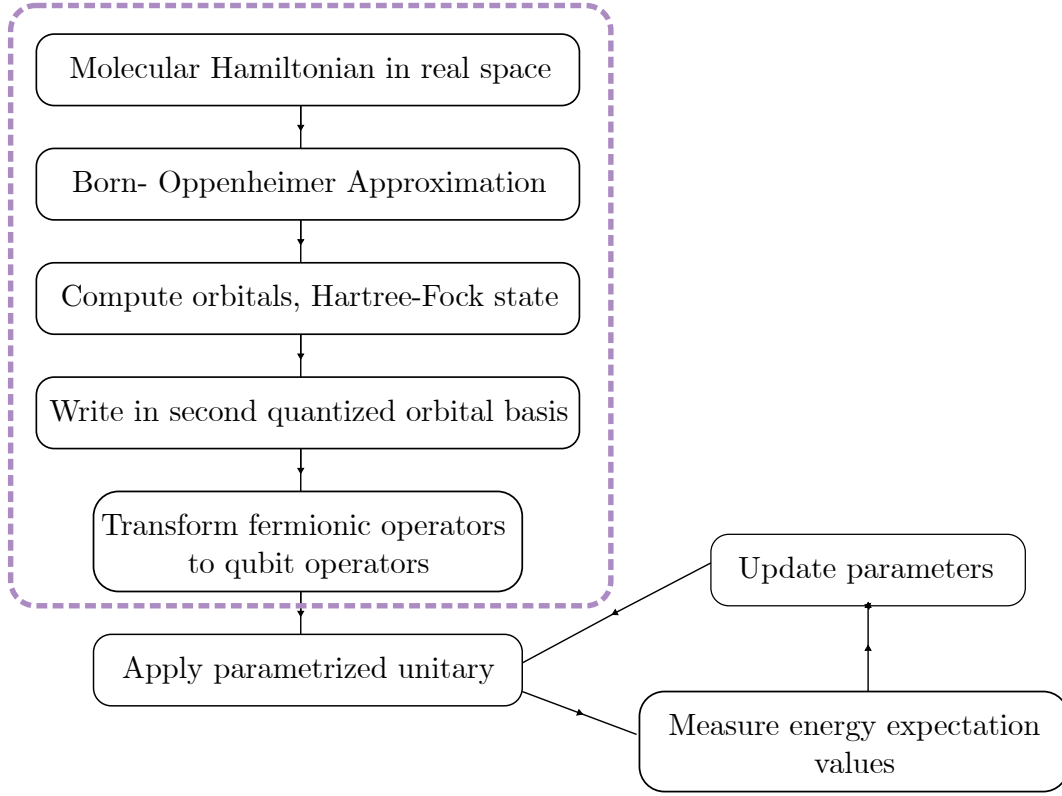 Molecular Hamiltonian in real space
Born- Oppenheimer Approximation
Compute orbitals, Hartree-Fock state
Write in second quantized orbital basis
Transform fermionic operators
to qubit operators
Apply parametrized unitary
Update parameters
Measure energy expectation
values